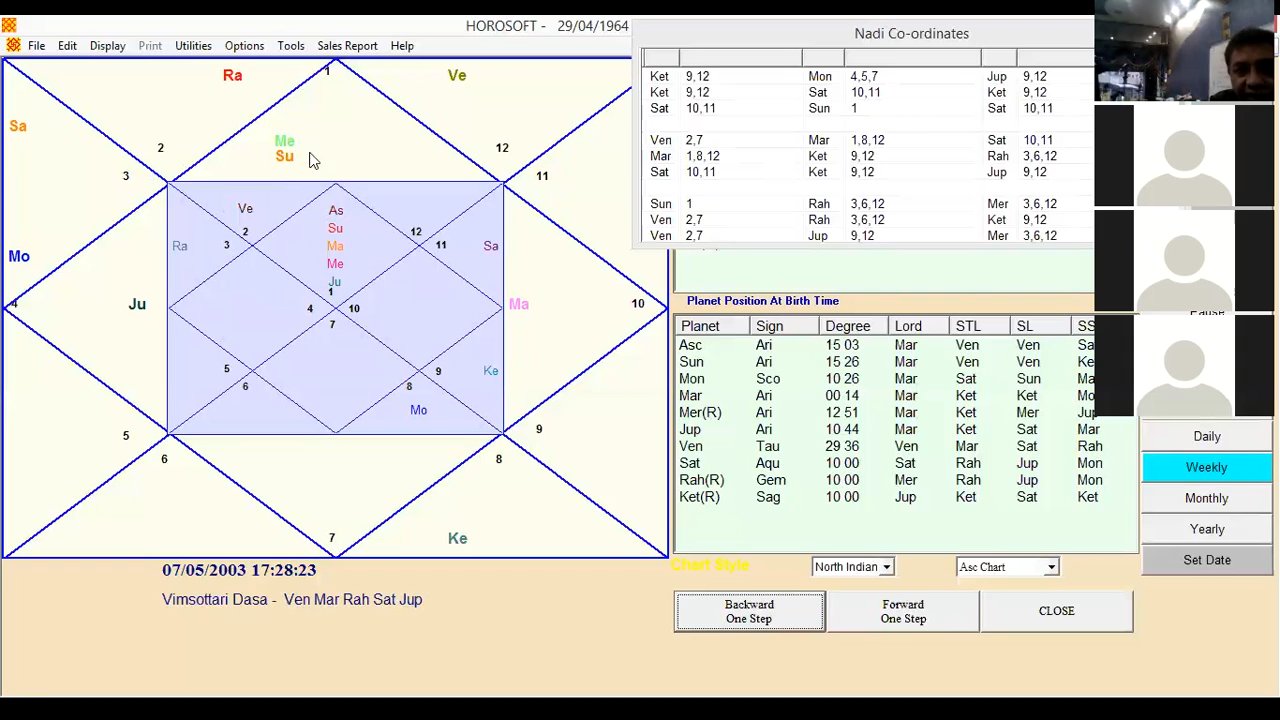 HOROSOFT - 29/04/1964
File Edit Display Print Utilities Options Tools Sales Report Help
Nadi Co-ordinates
Ket 9,12 Mon 4,5,7 Jup 9,12
Ket 9,12 Sat 10,11 Ket 9,12
Sat 10,11 Sun 1 Sat 10,11
Ven 2,7 Mar 1,8,12 Sat 10,11
Mar 1,8,12 Ket 9,12 Rah 3,6,12
Sat 10,11 Ket 9,12 Jup 9,12
Sun 1 Rah 3,6,12 Mer 3,6,12
Ven 2,7 Rah 3,6,12 Ket 9,12
Ven 2,7 Jup 9,12 Mer 3,6,12
Ra 1 Ve
Sa
Me
Su
2 12
3 11
Mo
4 Ju Ma 10
5 9
6 8
7 Ke
Ve As
2 Su 12
Ra 3 Ma 11 Sa
Me
Ju
1
4 10
7
5 9 Ke
6 8
Mo
07/05/2003 17:28:23
Vimsottari Dasa - Ven Mar Rah Sat Jup
Planet Position At Birth Time
Planet Sign Degree Lord STL SL
Asc Ari 15 03 Mar Ven Ven Sa
Sun Ari 15 26 Mar Ven Ven Ke
Mon Sco 10 26 Mar Sat Sun Ma
Mar Ari 00 14 Mar Ket Ket Mo
Mer(R) Ari 12 51 Mar Ket Mer Jup
Jup Ari 10 44 Mar Ket Sat Mar
Ven Tau 29 36 Ven Mar Sat Rah
Sat Aqu 10 00 Sat Rah Jup Mon
Rah(R) Gem 10 00 Mer Rah Jup Mon
Ket(R) Sag 10 00 Jup Ket Sat Ket
Chart Style North Indian Asc Chart
Backward
One Step
Forward
One Step
CLOSE
Daily
Weekly
Monthly
Yearly
Set Date